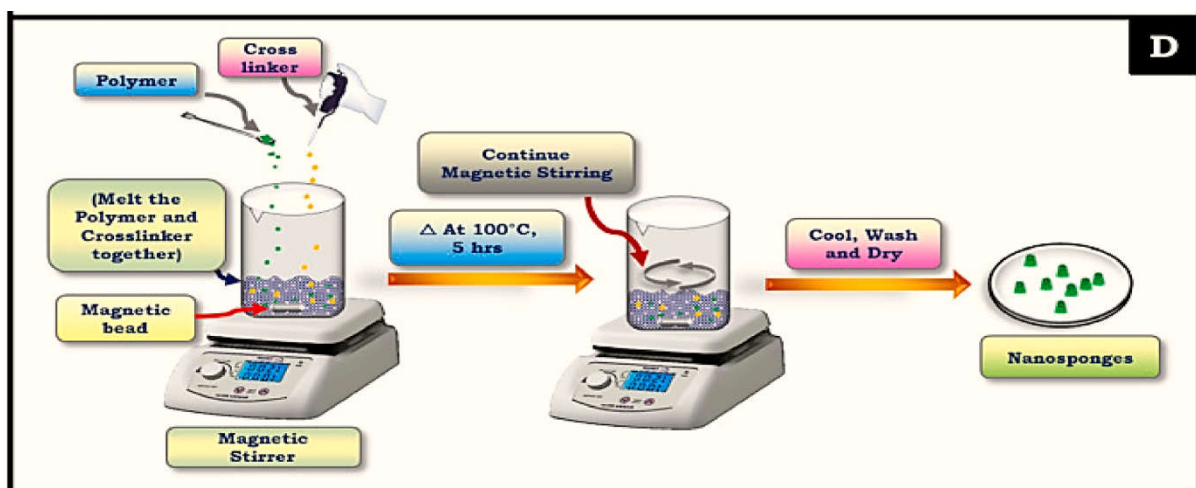 D
Cross
linker
Polymer
(Melt the
Polymer and
Crosslinker
together)
Magnetic
bead
Magnetic
Stirrer
△ At 100°C,
5 hrs
Continue
Magnetic Stirring
Cool, Wash
and Dry
Nanosponges